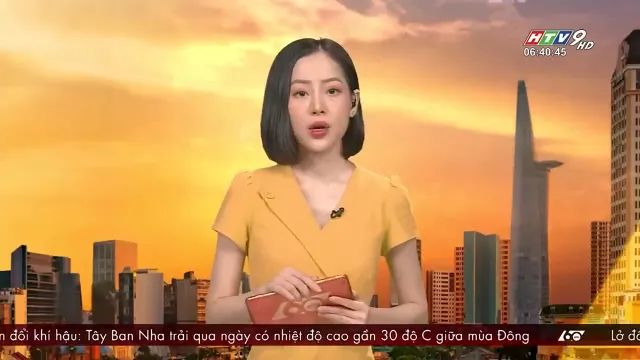 HTV9 HD
06:40:45
n đổi khí hậu: Tây Ban Nha trải qua ngày có nhiệt độ cao gần 30 độ C giữa mùa Đông
Lở độ